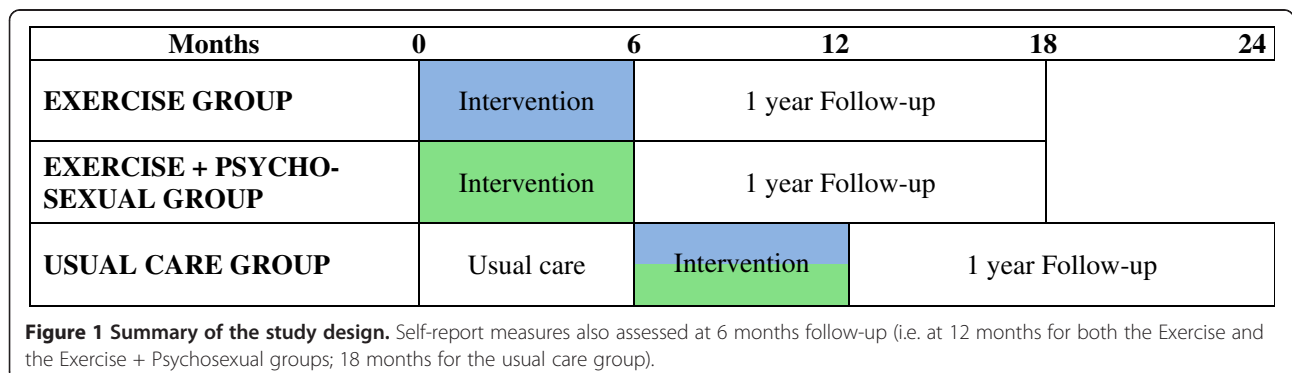 Months 0 6 12 18 24
EXERCISE GROUP Intervention 1 year Follow-up
EXERCISE + PSYCHO-
SEXUAL GROUP Intervention 1 year Follow-up
USUAL CARE GROUP Usual care Intervention 1 year Follow-up
Figure 1 Summary of the study design. Self-report measures also assessed at 6 months follow-up (i.e. at 12 months for both the Exercise and
the Exercise + Psychosexual groups; 18 months for the usual care group).